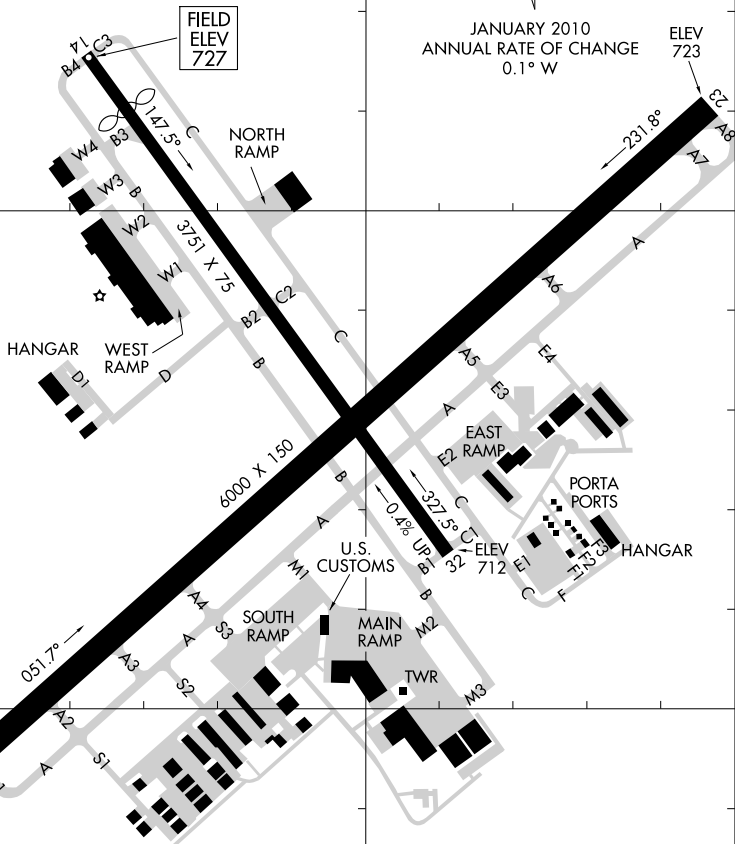 FIELD
ELEV
727
JANUARY 2010
ANNUAL RATE OF CHANGE
0.1° W
ELEV
723
14
C3
B4
23
A8
A7
231.8°
147.5°
B3
C
NORTH
RAMP
W4
W3
B
W2
W1
3751 X 75
A
A6
C2
B2
C
HANGAR
WEST
RAMP
D1
D
B
A5
E4
E3
A
EAST
RAMP
E2
6000 X 150
B
C
327.5°
0.4% UP
C1
A
PORTA
PORTS
U.S.
CUSTOMS
B1
32
ELEV
712
E1
F3
F2
F1
HANGAR
C
F
M1
B
A4
S3
SOUTH
RAMP
MAIN
RAMP
M2
051.7°
A
A3
S2
TWR
M3
A2
S1
A